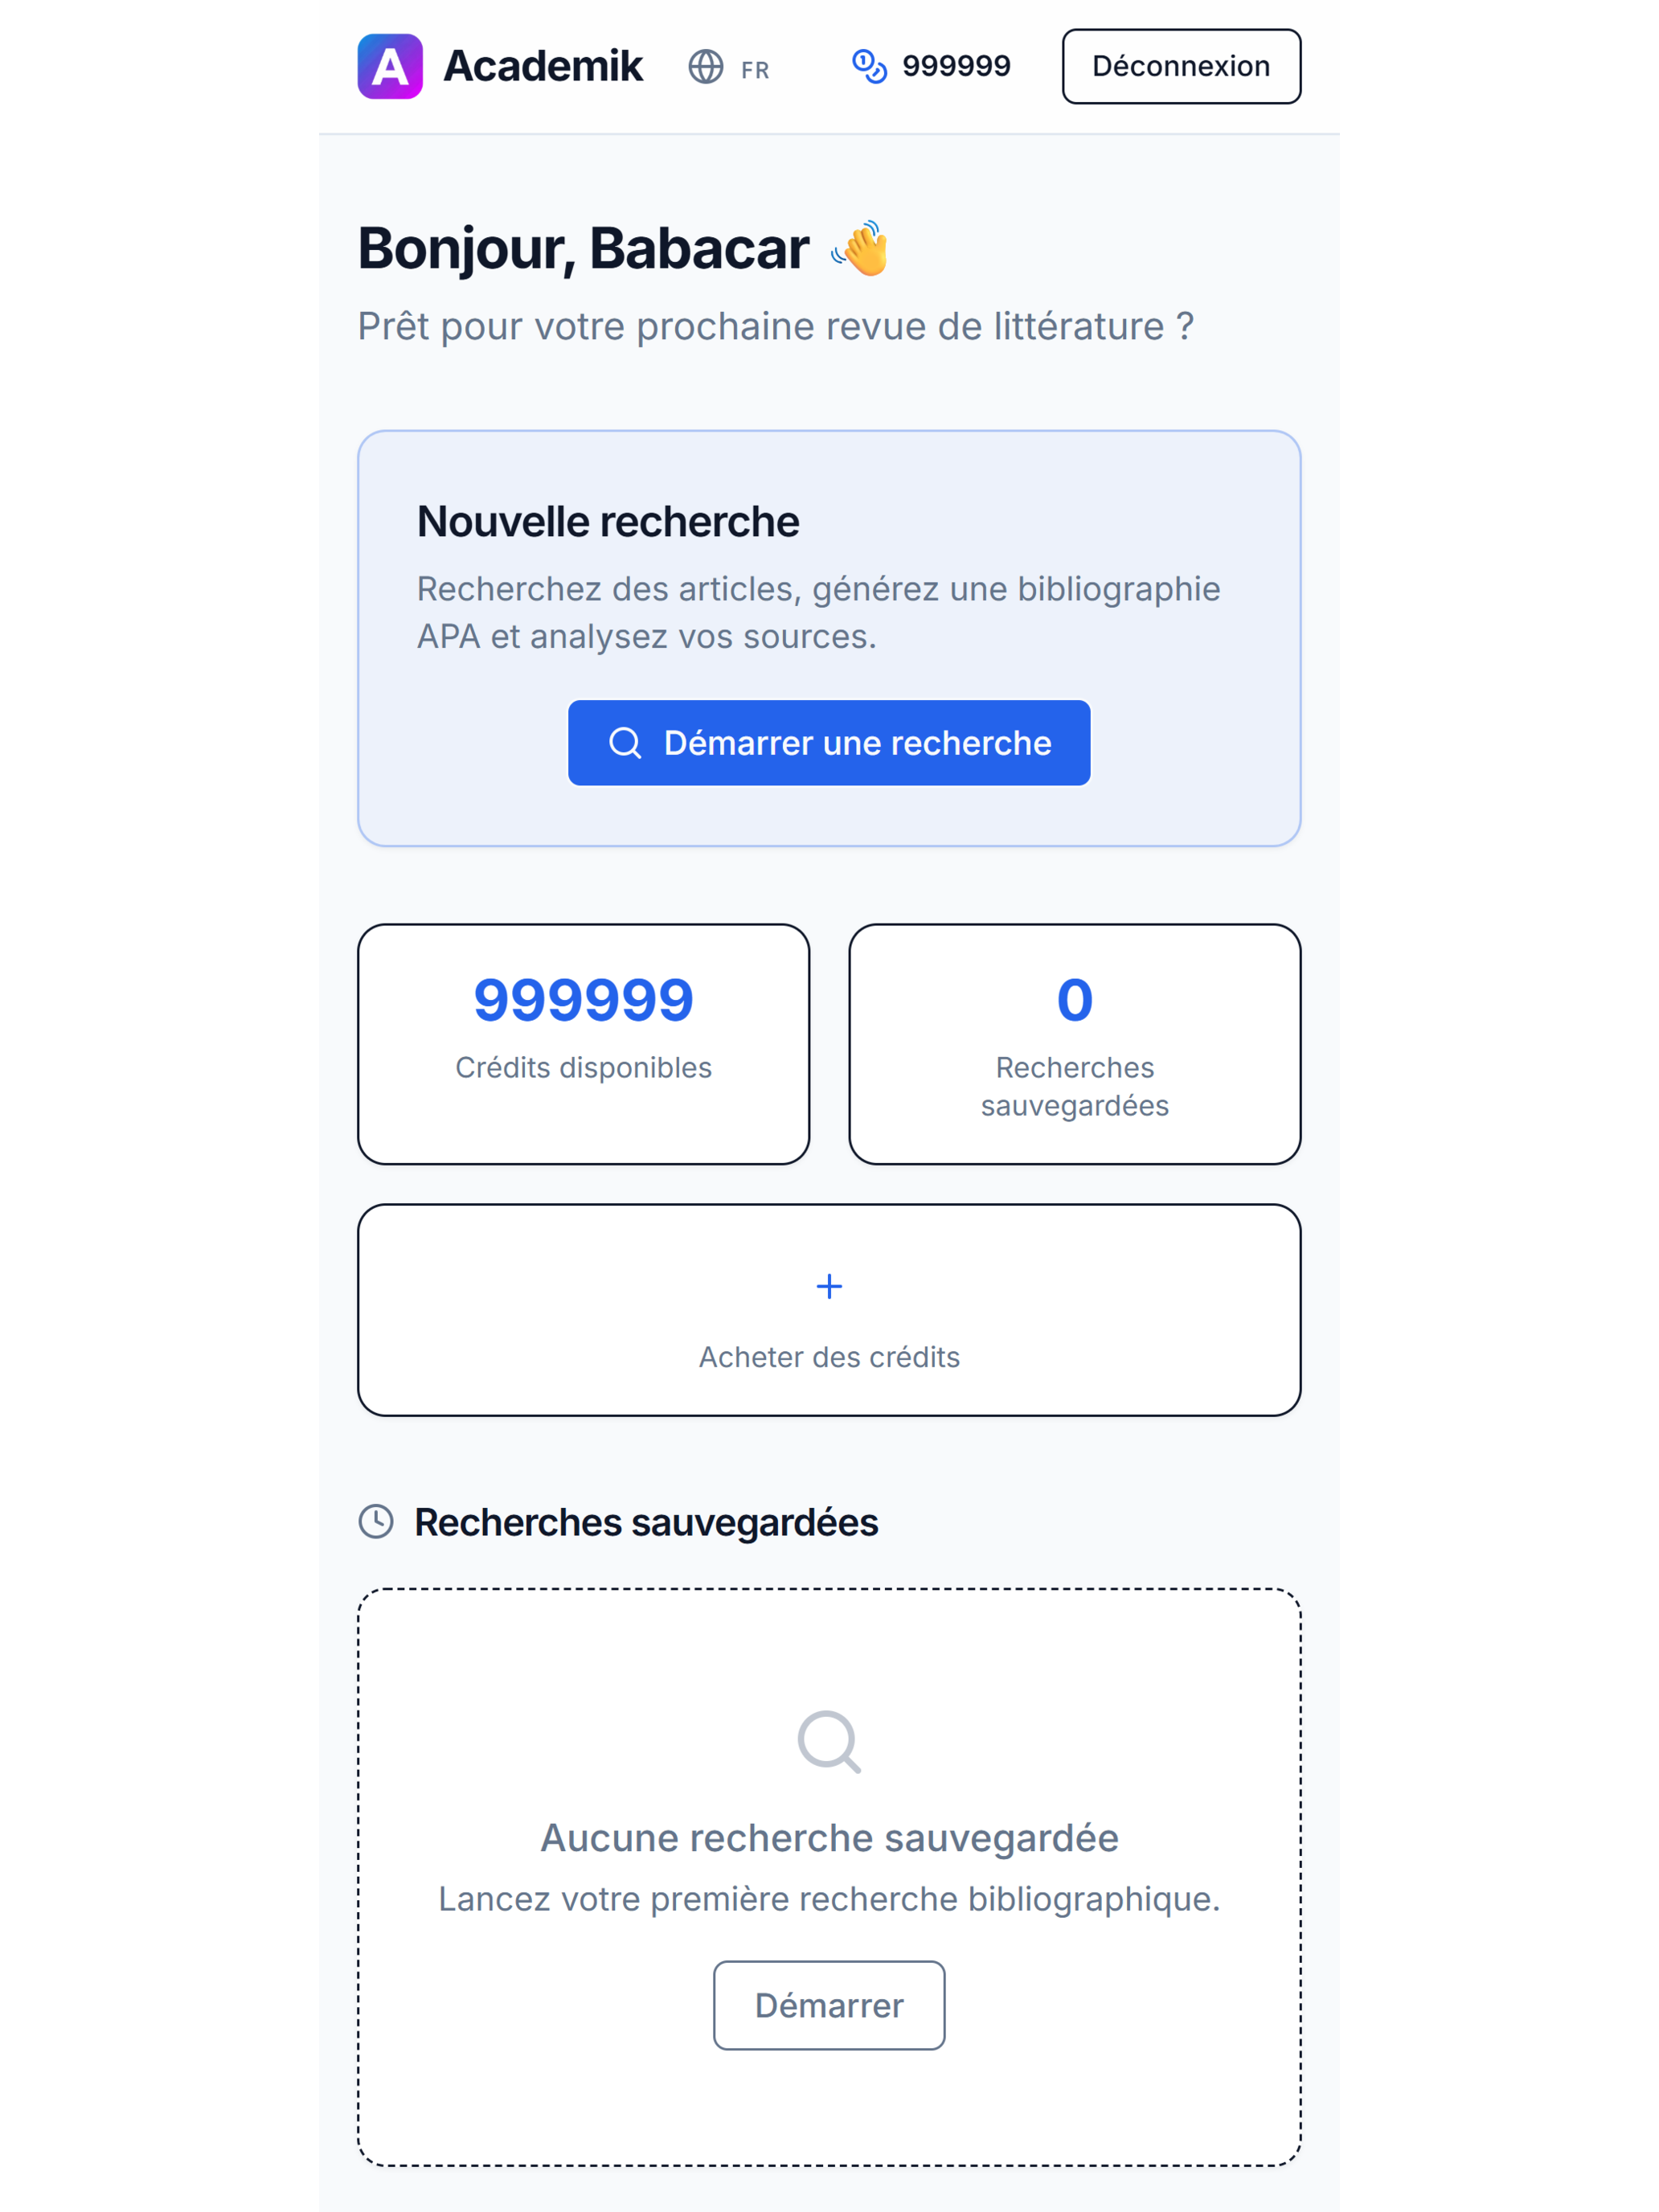 A Academik FR 999999 Déconnexion
Bonjour, Babacar 👋
Prêt pour votre prochaine revue de littérature ?
Nouvelle recherche
Recherchez des articles, générez une bibliographie
APA et analysez vos sources.
Démarrer une recherche
999999
Crédits disponibles
0
Recherches
sauvegardées
+
Acheter des crédits
Recherches sauvegardées
Aucune recherche sauvegardée
Lancez votre première recherche bibliographique.
Démarrer